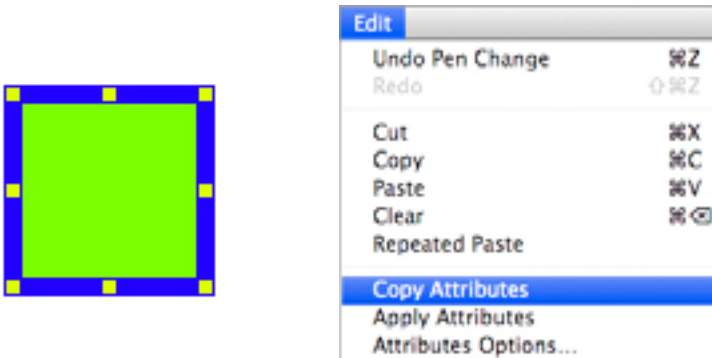 Edit
Undo Pen Change ⌘Z
Redo ⇧⌘Z
Cut ⌘X
Copy ⌘C
Paste ⌘V
Clear ⌘⌫
Repeated Paste
Copy Attributes
Apply Attributes
Attributes Options...